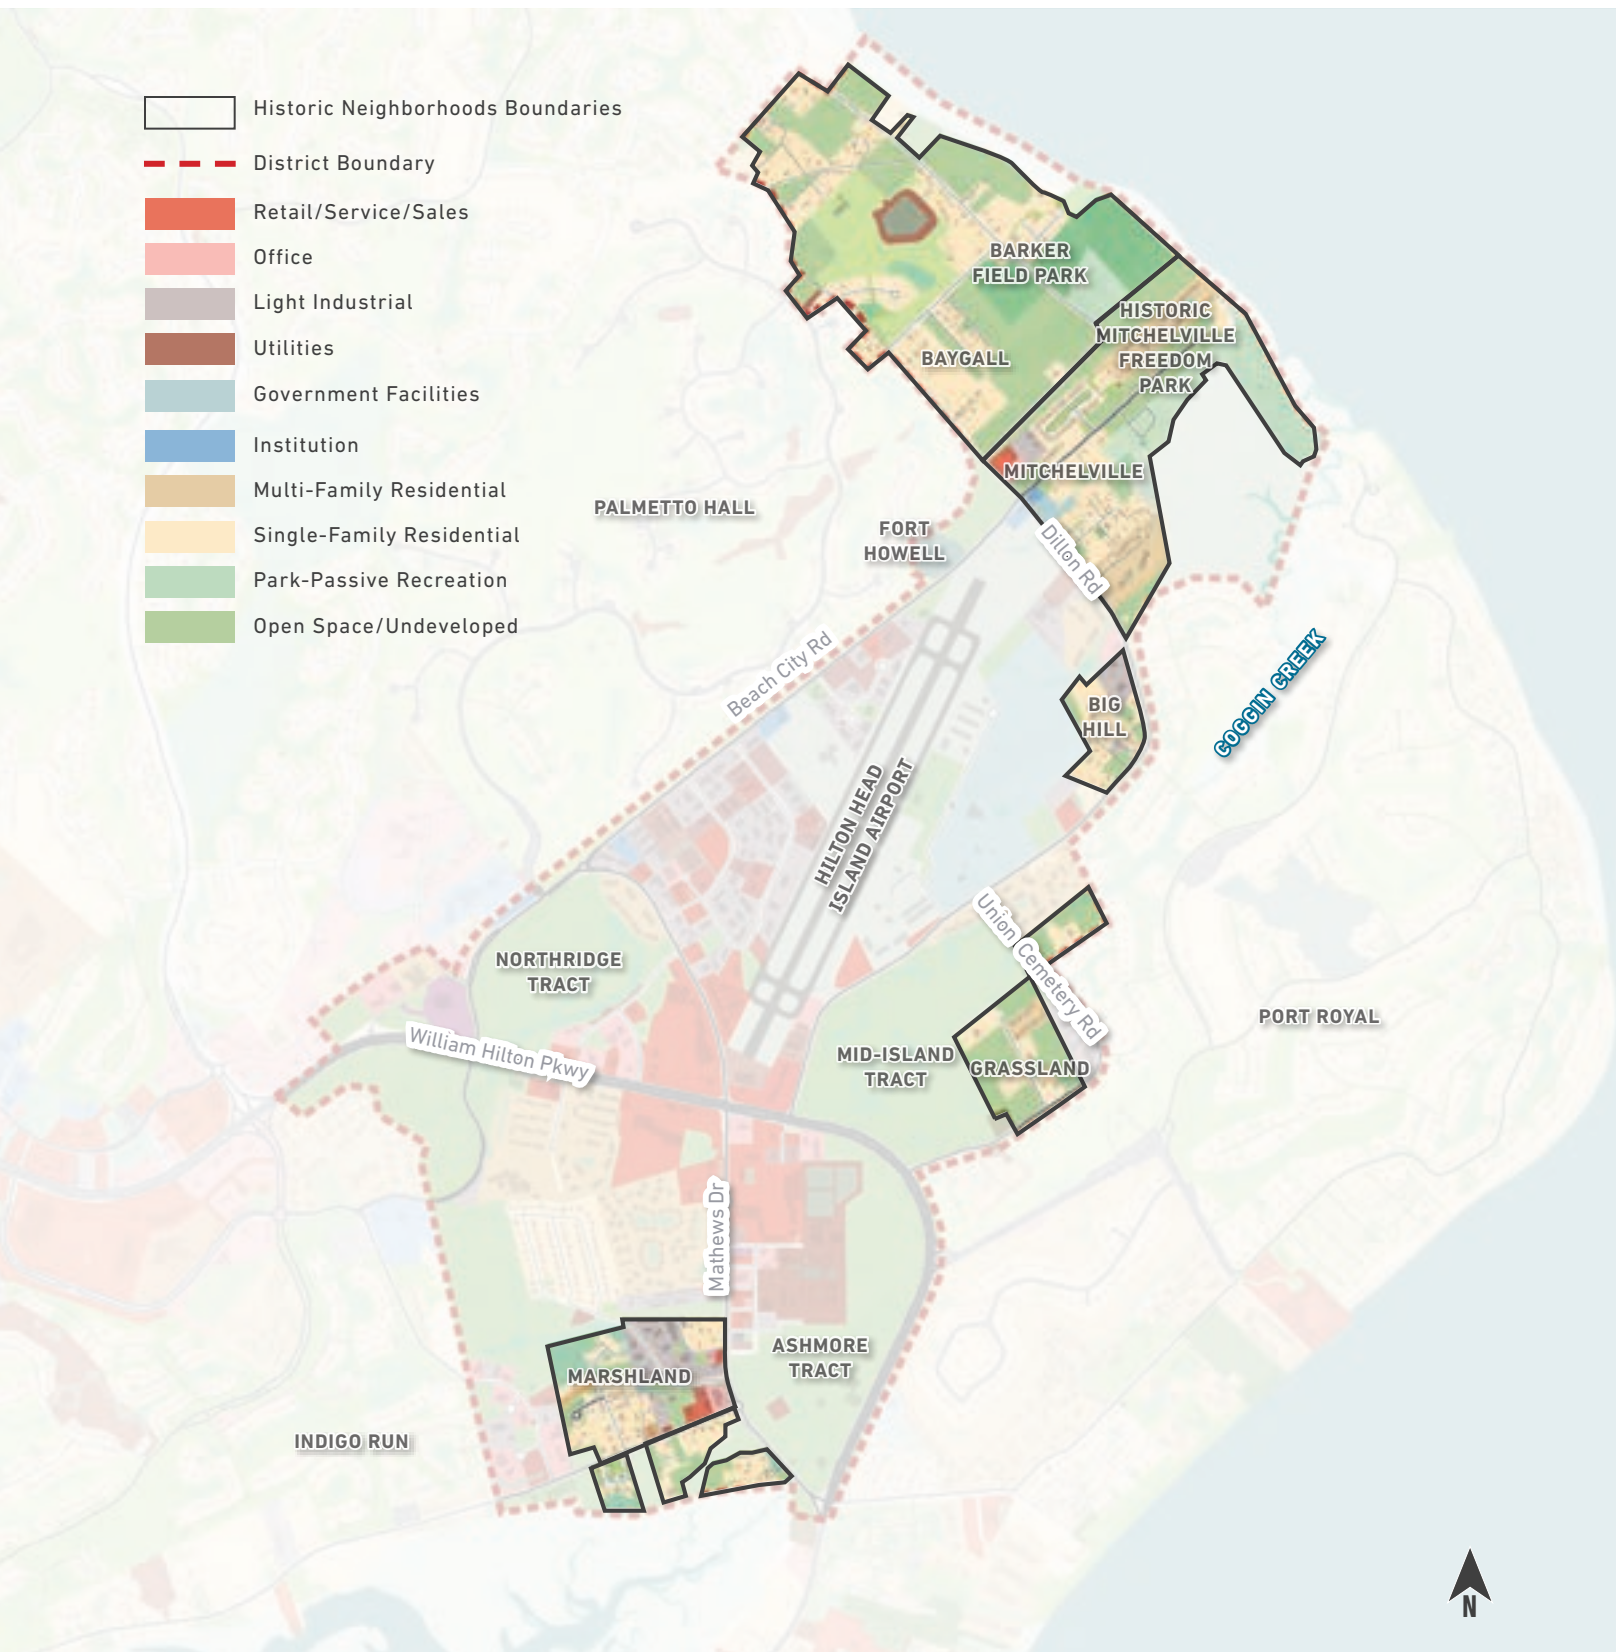 Historic Neighborhoods Boundaries
District Boundary
Retail/Service/Sales
Office
Light Industrial
Utilities
Government Facilities
Institution
Multi-Family Residential
Single-Family Residential
Park-Passive Recreation
Open Space/Undeveloped
BARKER
FIELD PARK
HISTORIC
MITCHELVILLE
FREEDOM
PARK
BAYGALL
MITCHELVILLE
PALMETTO HALL
FORT
HOWELL
Dillon Rd
Beach City Rd
BIG
HILL
COGGIN CREEK
HILTON HEAD
ISLAND AIRPORT
Union Cemetery Rd
NORTHRIDGE
TRACT
PORT ROYAL
William Hilton Pkwy
MID-ISLAND
TRACT
GRASSLAND
Mathews Dr
ASHMORE
TRACT
MARSHLAND
INDIGO RUN
N